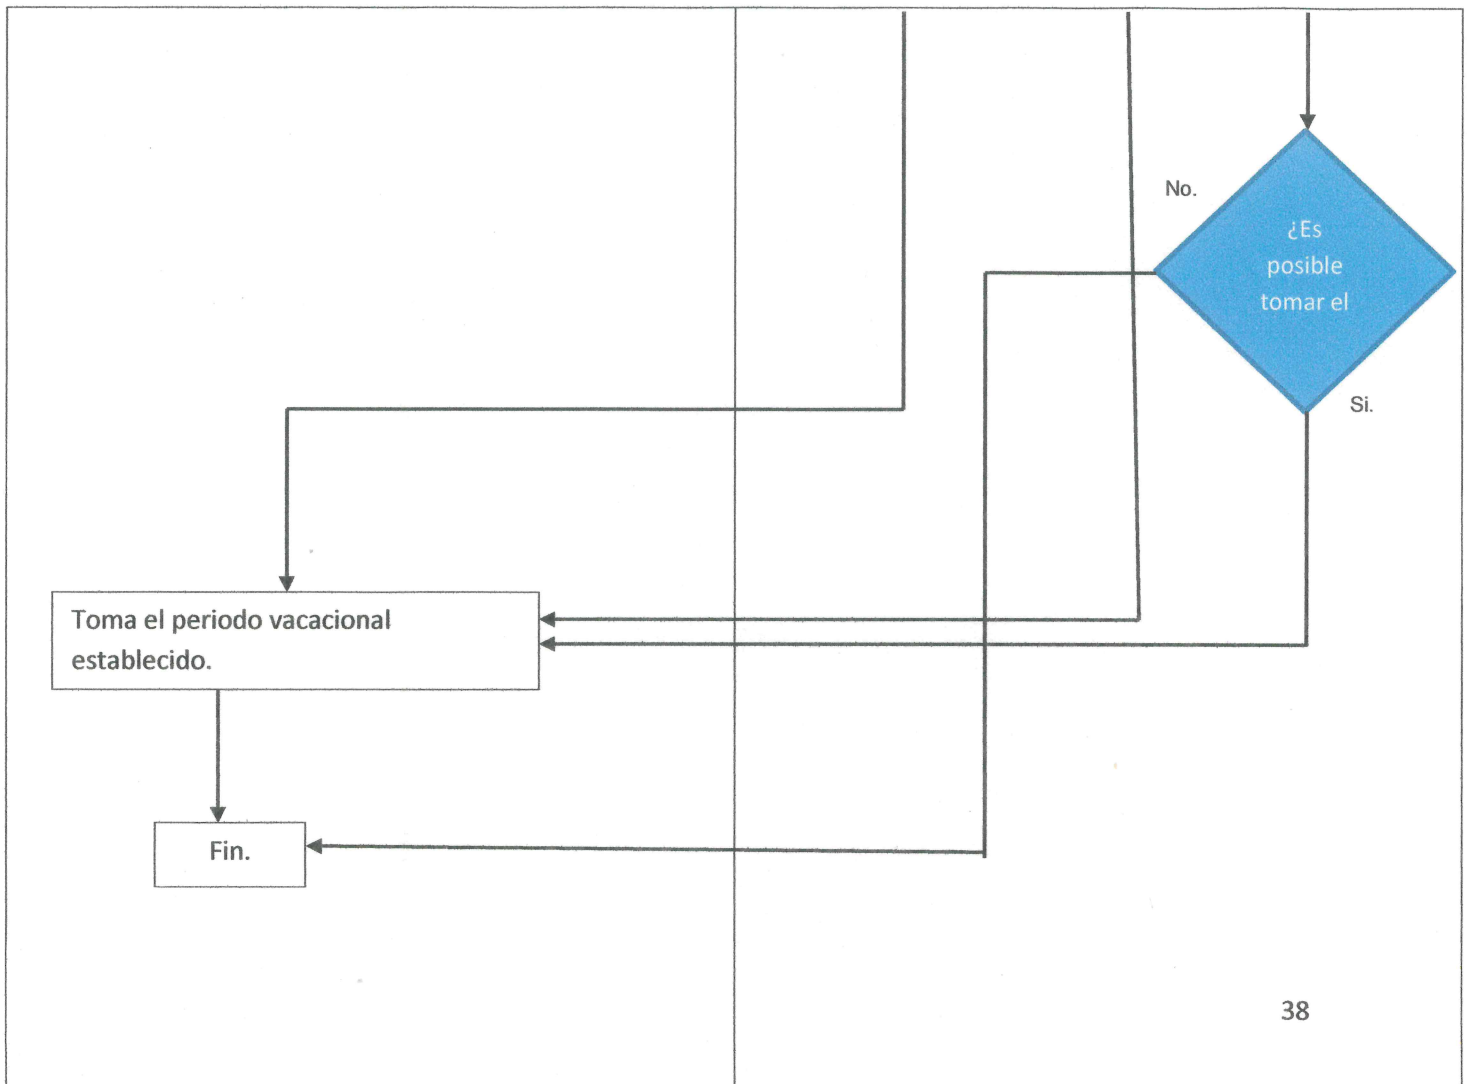 No.
¿Es
posible
tomar el
Si.
Toma el periodo vacacional
establecido.
Fin.
38